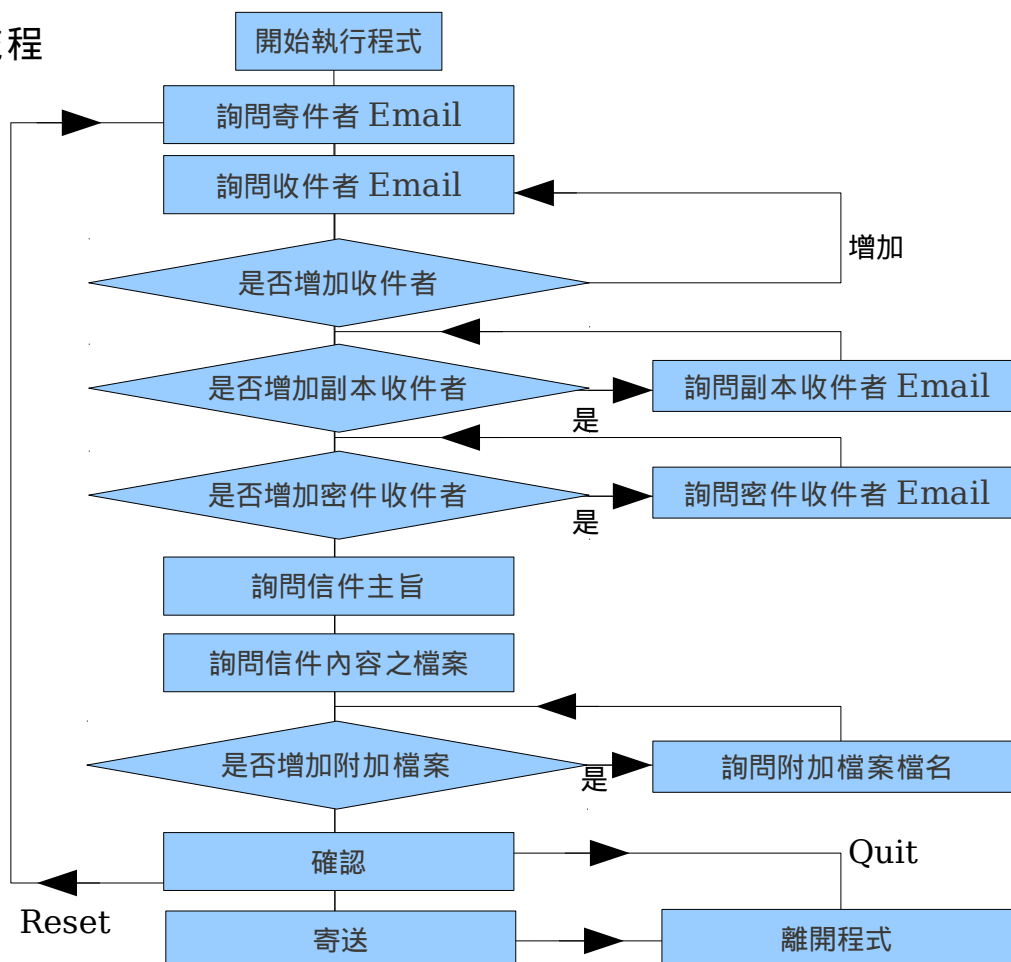 程
開始執行程式
詢問寄件者 Email
詢問收件者 Email
增加
是否增加收件者
是否增加副本收件者
是
詢問副本收件者 Email
是否增加密件收件者
是
詢問密件收件者 Email
詢問信件主旨
詢問信件內容之檔案
是否增加附加檔案
是
詢問附加檔案檔名
確認
Quit
Reset
寄送
離開程式